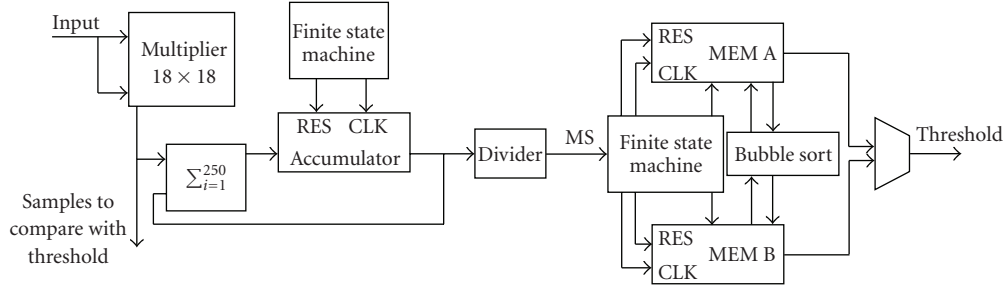 Input
Multiplier
18 × 18
Finite state
machine
RES CLK
Accumulator
∑_{i=1}^{250}
Samples to
compare with
threshold
Divider
MS
Finite state
machine
RES
MEM A
CLK
Bubble sort
RES
MEM B
CLK
Threshold